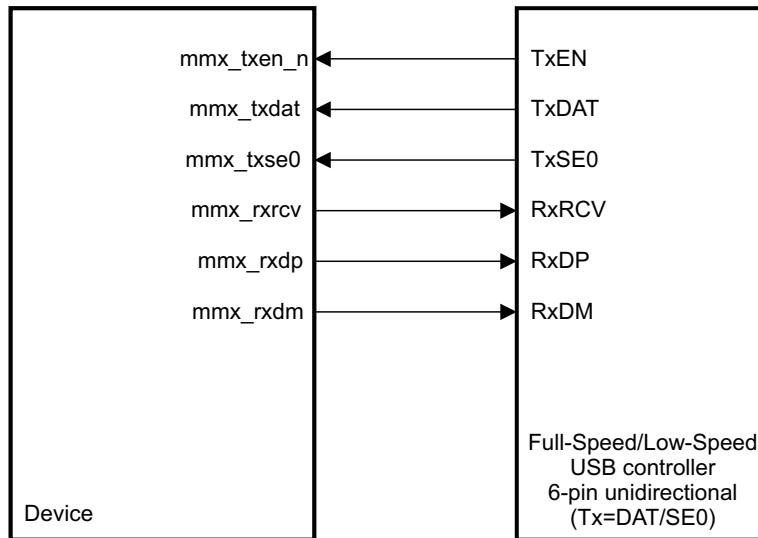 mmx_txen_n TxEN
mmx_txdat TxDAT
mmx_txse0 TxSE0
mmx_rxrcv RxRCV
mmx_rxdp RxDP
mmx_rxdm RxDM
Full-Speed/Low-Speed
USB controller
6-pin unidirectional
(Tx=DAT/SE0)
Device